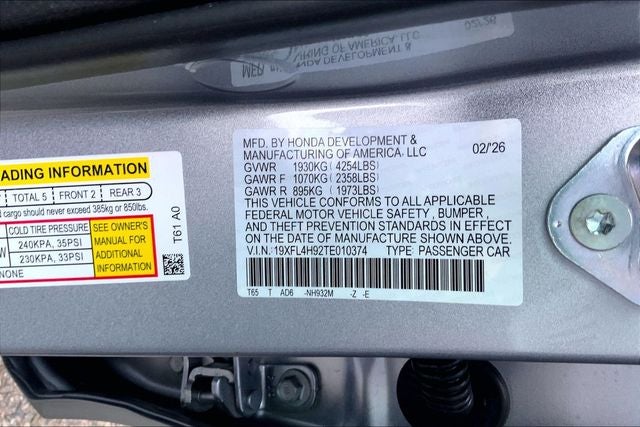 MFD. BY HONDA DEVELOPMENT &
MANUFACTURING OF AMERICA, LLC 02/26
GVWR 1930KG (4254LBS)
GAWR F 1070KG (2358LBS)
GAWR R 895KG (1973LBS)
THIS VEHICLE CONFORMS TO ALL APPLICABLE
FEDERAL MOTOR VEHICLE SAFETY , BUMPER ,
AND THEFT PREVENTION STANDARDS IN EFFECT
ON THE DATE OF MANUFACTURE SHOWN ABOVE.
V.I.N. 19XFL4H92TE010374 TYPE: PASSENGER CAR
T65 T AD6 -NH932M -Z -E
ADING INFORMATION
TOTAL 5 FRONT 2 REAR 3
d cargo should never exceed 385kg or 850lbs.
COLD TIRE PRESSURE
240KPA, 35PSI
230KPA, 33PSI
NONE
SEE OWNER'S
MANUAL FOR
ADDITIONAL
INFORMATION
T61 A0